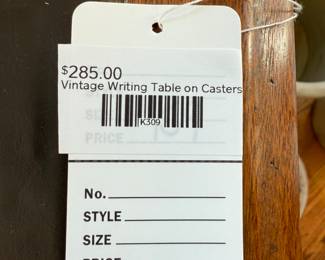 $285.00
Vintage Writing Table on Casters
K309
PRICE
No.
STYLE
SIZE